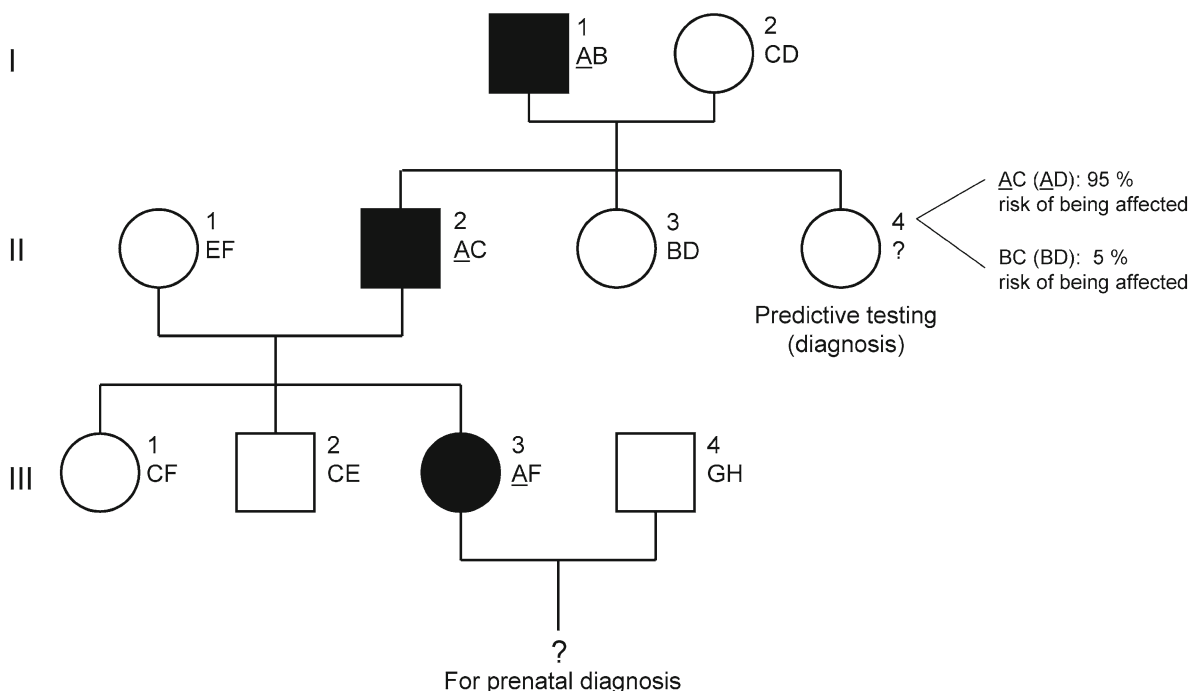 I
1
AB
2
CD
II
1
EF
2
AC
3
BD
4
?
AC (AD): 95 %
risk of being affected
BC (BD): 5 %
risk of being affected
Predictive testing
(diagnosis)
III
1
CF
2
CE
3
AF
4
GH
?
For prenatal diagnosis